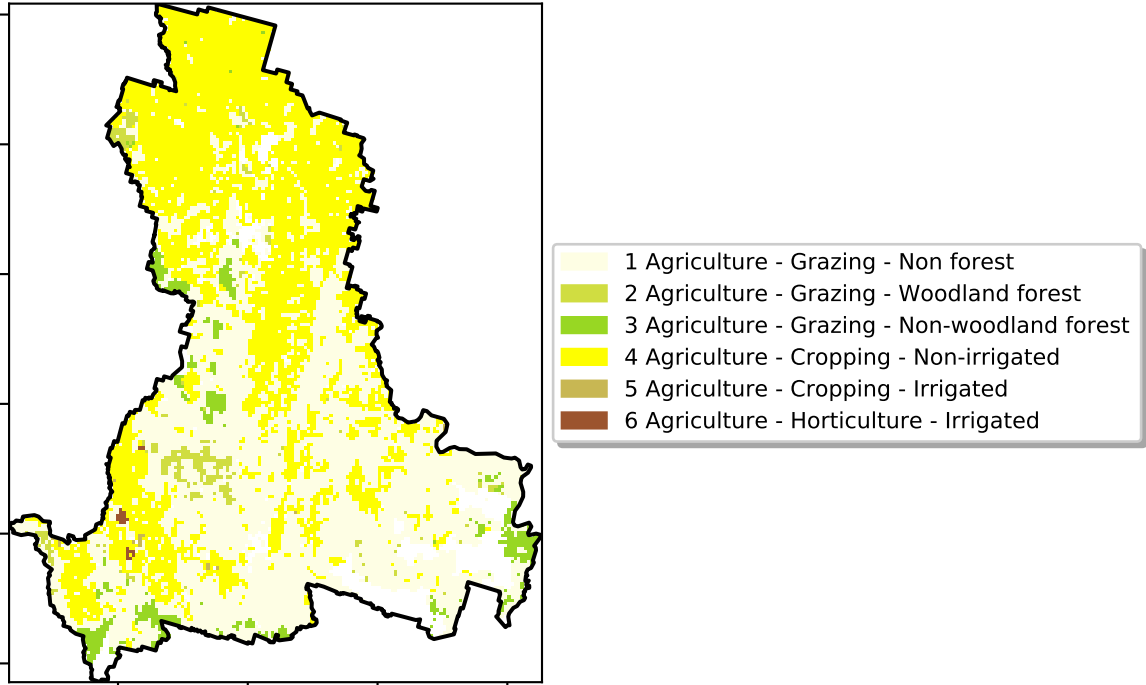 1 Agriculture - Grazing - Non forest
2 Agriculture - Grazing - Woodland forest
3 Agriculture - Grazing - Non-woodland forest
4 Agriculture - Cropping - Non-irrigated
5 Agriculture - Cropping - Irrigated
6 Agriculture - Horticulture - Irrigated